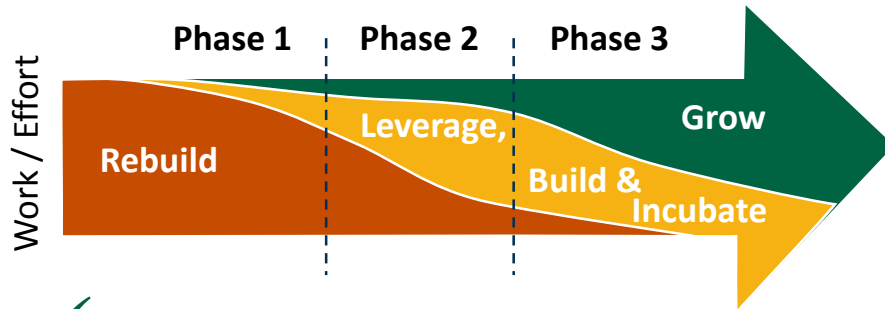 Phase 1 Phase 2 Phase 3
Work / Effort
Rebuild
Leverage,
Build &
Incubate
Grow